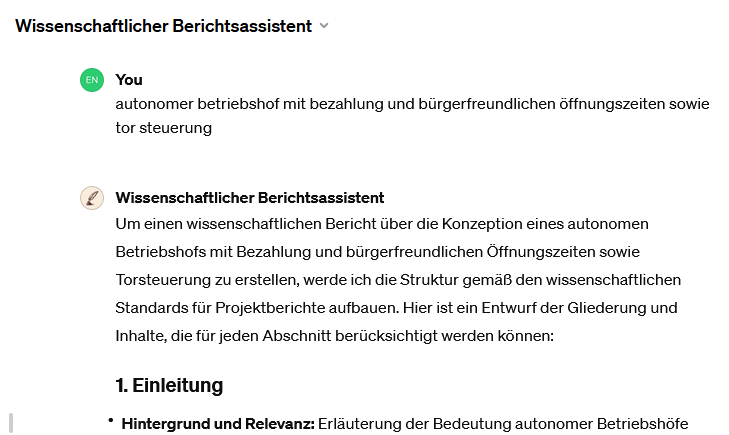 Wissenschaftlicher Berichtsassistent
EN
You
autonomer betriebshof mit bezahlung und bürgerfreundlichen öffnungszeiten sowie
tor steuerung
Wissenschaftlicher Berichtsassistent
Um einen wissenschaftlichen Bericht über die Konzeption eines autonomen
Betriebshofs mit Bezahlung und bürgerfreundlichen Öffnungszeiten sowie
Torsteuerung zu erstellen, werde ich die Struktur gemäß den wissenschaftlichen
Standards für Projektberichte aufbauen. Hier ist ein Entwurf der Gliederung und
Inhalte, die für jeden Abschnitt berücksichtigt werden können:
1. Einleitung
• Hintergrund und Relevanz: Erläuterung der Bedeutung autonomer Betriebshöfe